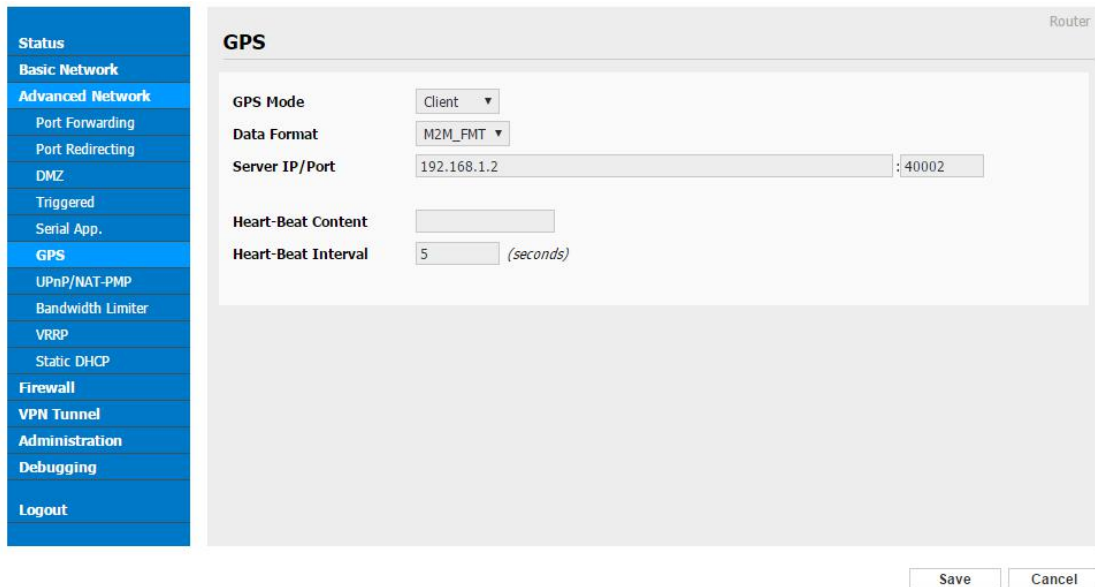 Router
Status
Basic Network
Advanced Network
Port Forwarding
Port Redirecting
DMZ
Triggered
Serial App.
GPS
UPnP/NAT-PMP
Bandwidth Limiter
VRRP
Static DHCP
Firewall
VPN Tunnel
Administration
Debugging
Logout
GPS
GPS Mode Client
Data Format M2M_FMT
Server IP/Port 192.168.1.2 : 40002
Heart-Beat Content
Heart-Beat Interval 5 (seconds)
Save Cancel